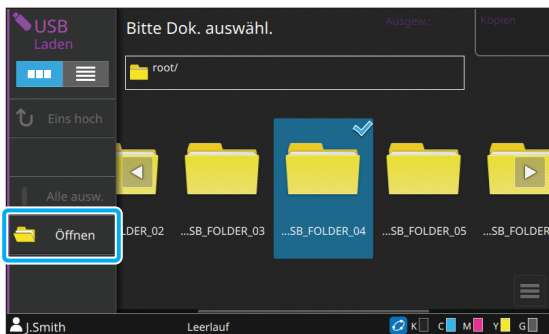 USB
Laden
Bitte Dok. auswähl.
Ausgew.:
Kopien
root/
Eins hoch
Alle ausw.
Öffnen
.DER_02
...SB_FOLDER_03
...SB_FOLDER_04
...SB_FOLDER_05
...SB_FOLDER
J.Smith
Leerlauf
K C M Y G